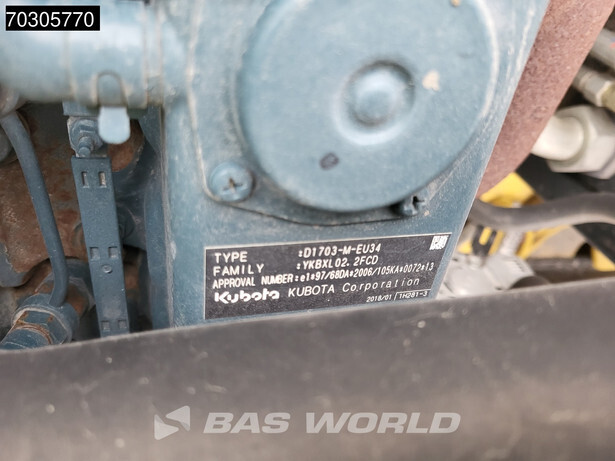 70305770
TYPE :D1703-M-EU34
FAMILY :YKBXL02.2FCD
APPROVAL NUMBER:e1*97/68DA*2006/105KA*0072*13
Kubota KUBOTA Corporation
2018/01 1H281-3
BAS WORLD